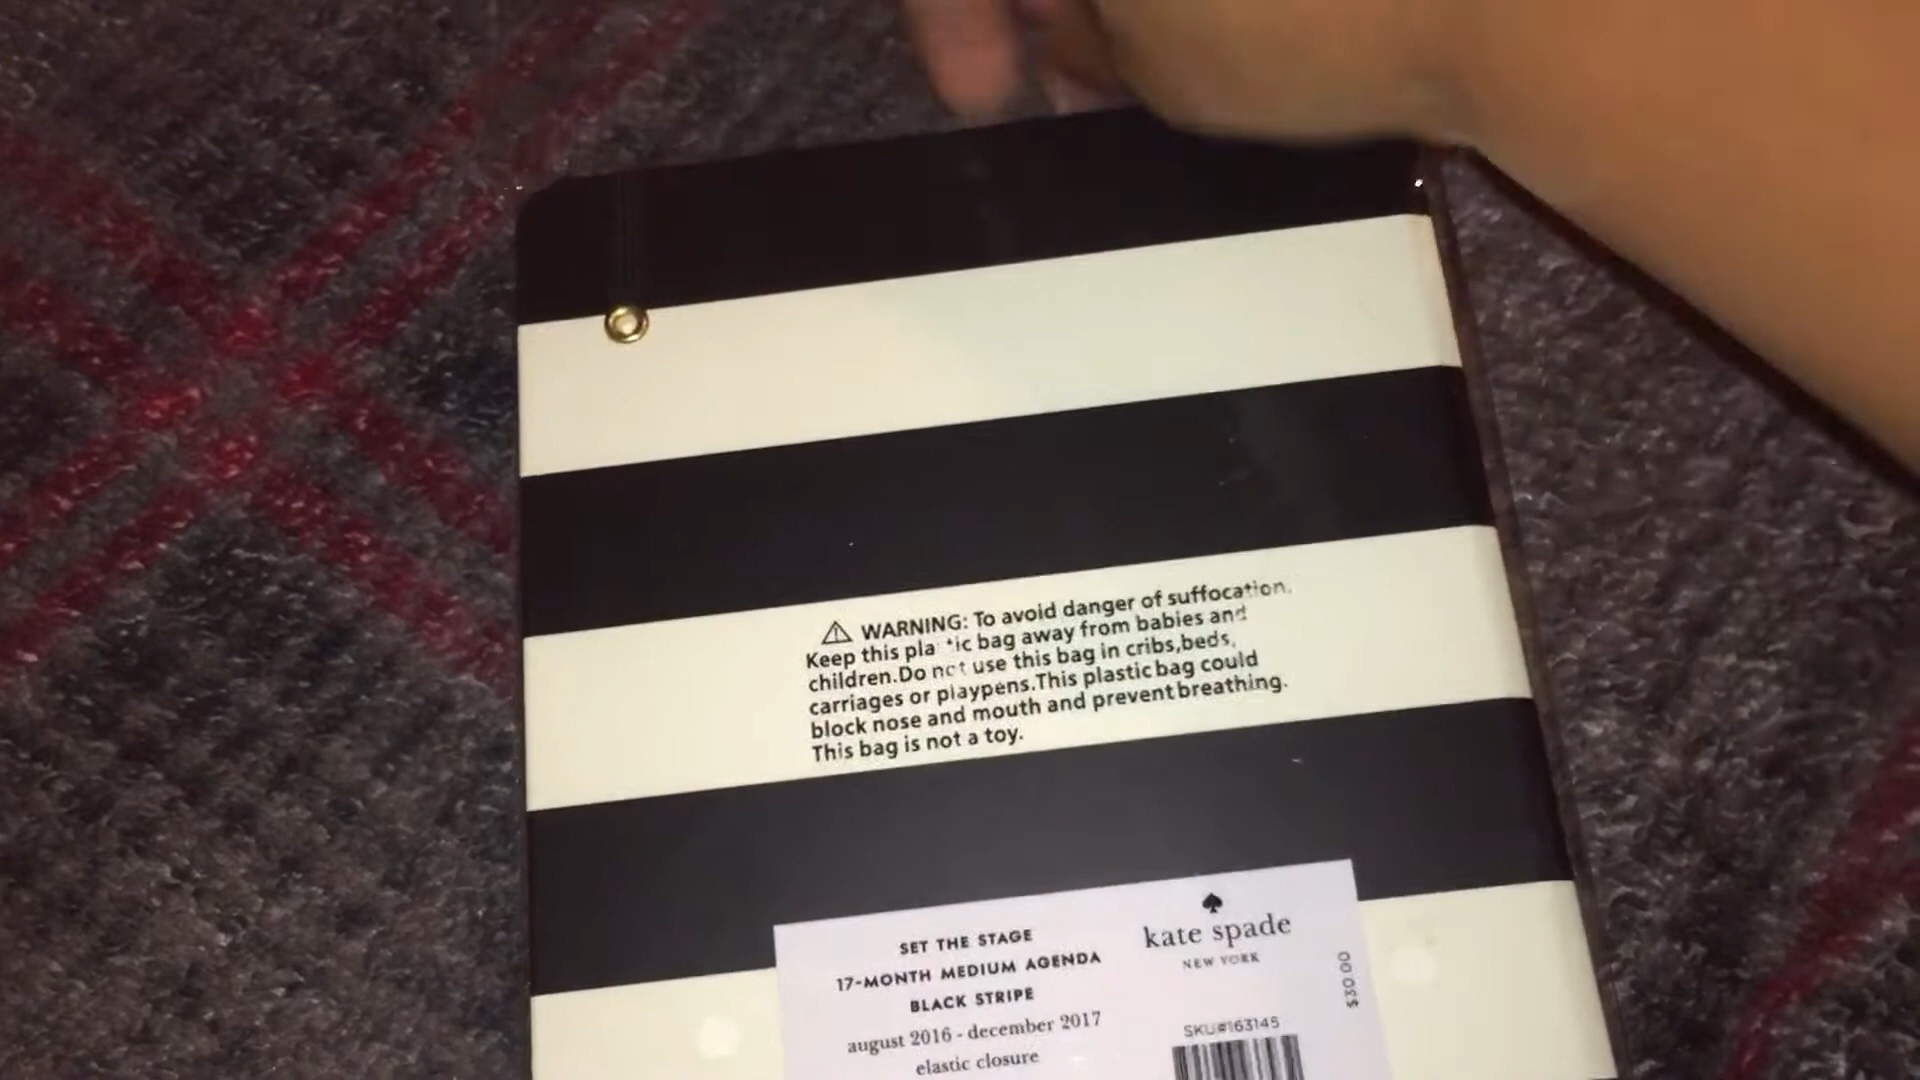 WARNING: To avoid danger of suffocation.
Keep this pla ic bag away from babies and
children.Do not use this bag in cribs,beds,
carriages or playpens.This plastic bag could
block nose and mouth and prevent breathing.
This bag is not a toy.
SET THE STAGE
17-MONTH MEDIUM AGENDA
BLACK STRIPE
august 2016 - december 2017
elastic closure
kate spade
NEW YORK
$30.00
SKU#163145